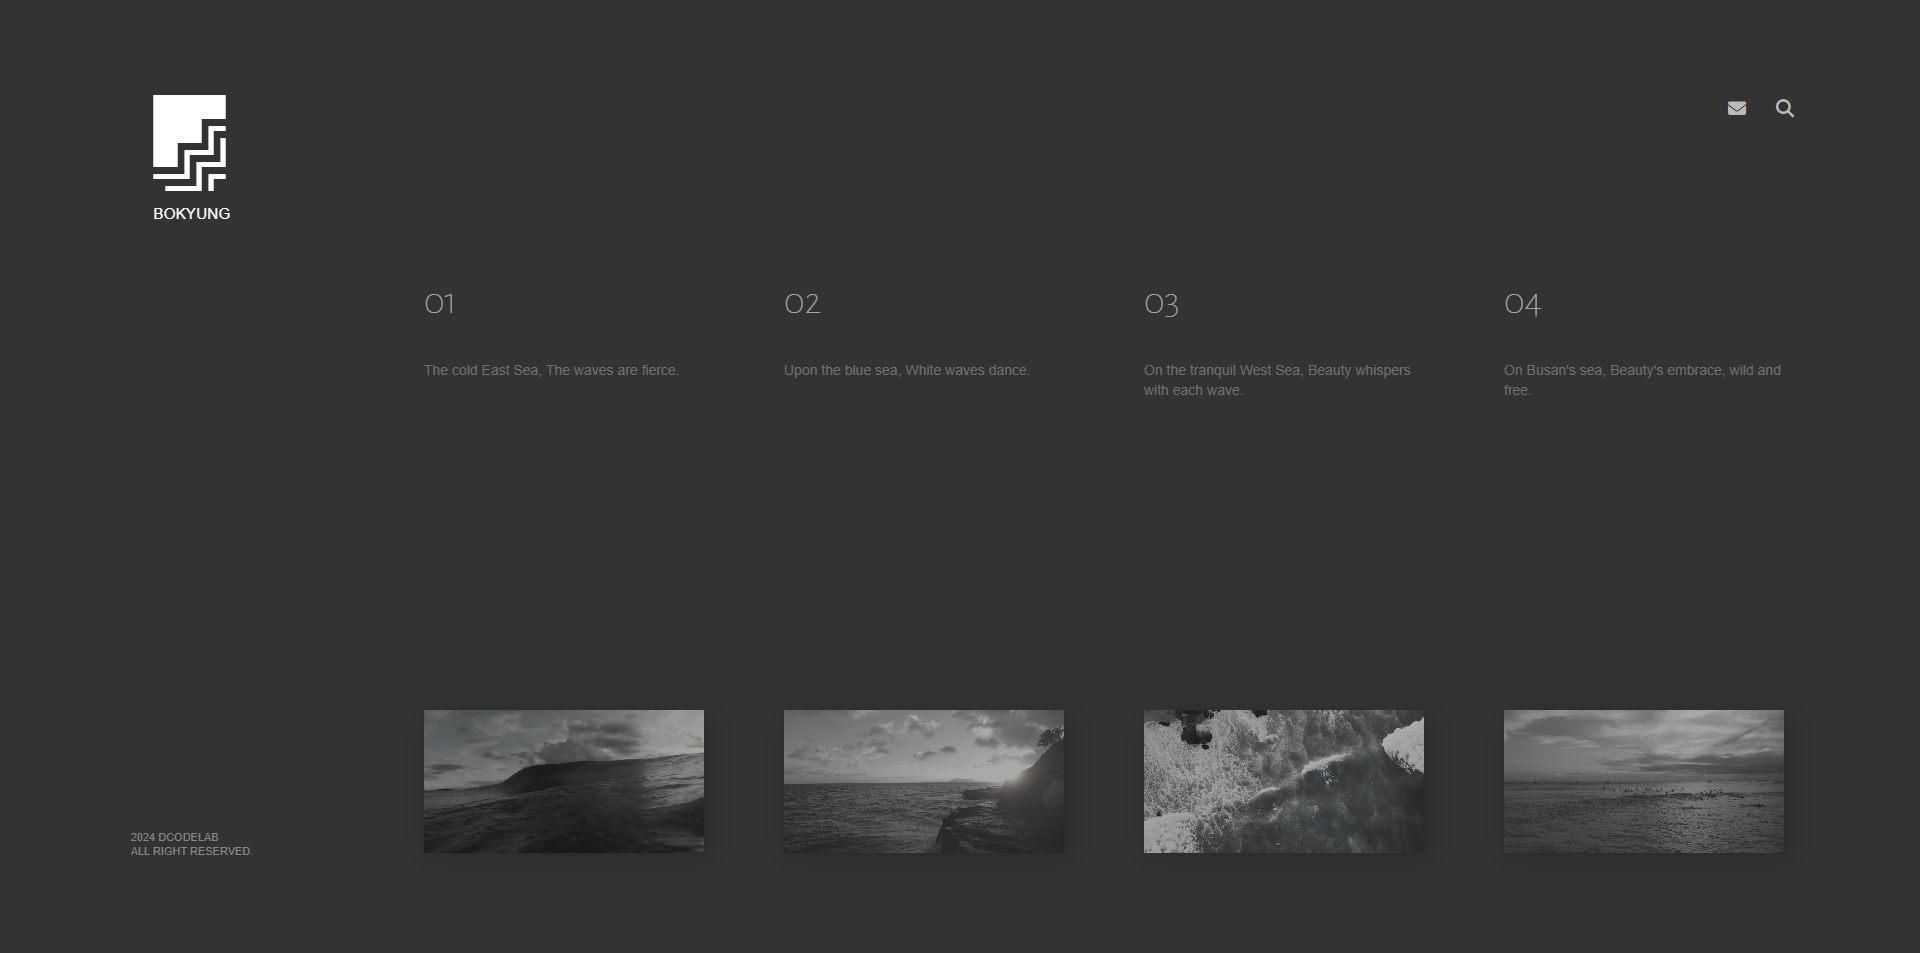 BOKYUNG
01
The cold East Sea, The waves are fierce.
02
Upon the blue sea, White waves dance.
03
On the tranquil West Sea, Beauty whispers
with each wave.
04
On Busan's sea, Beauty's embrace, wild and
free.
2024 DCODELAB
ALL RIGHT RESERVED.